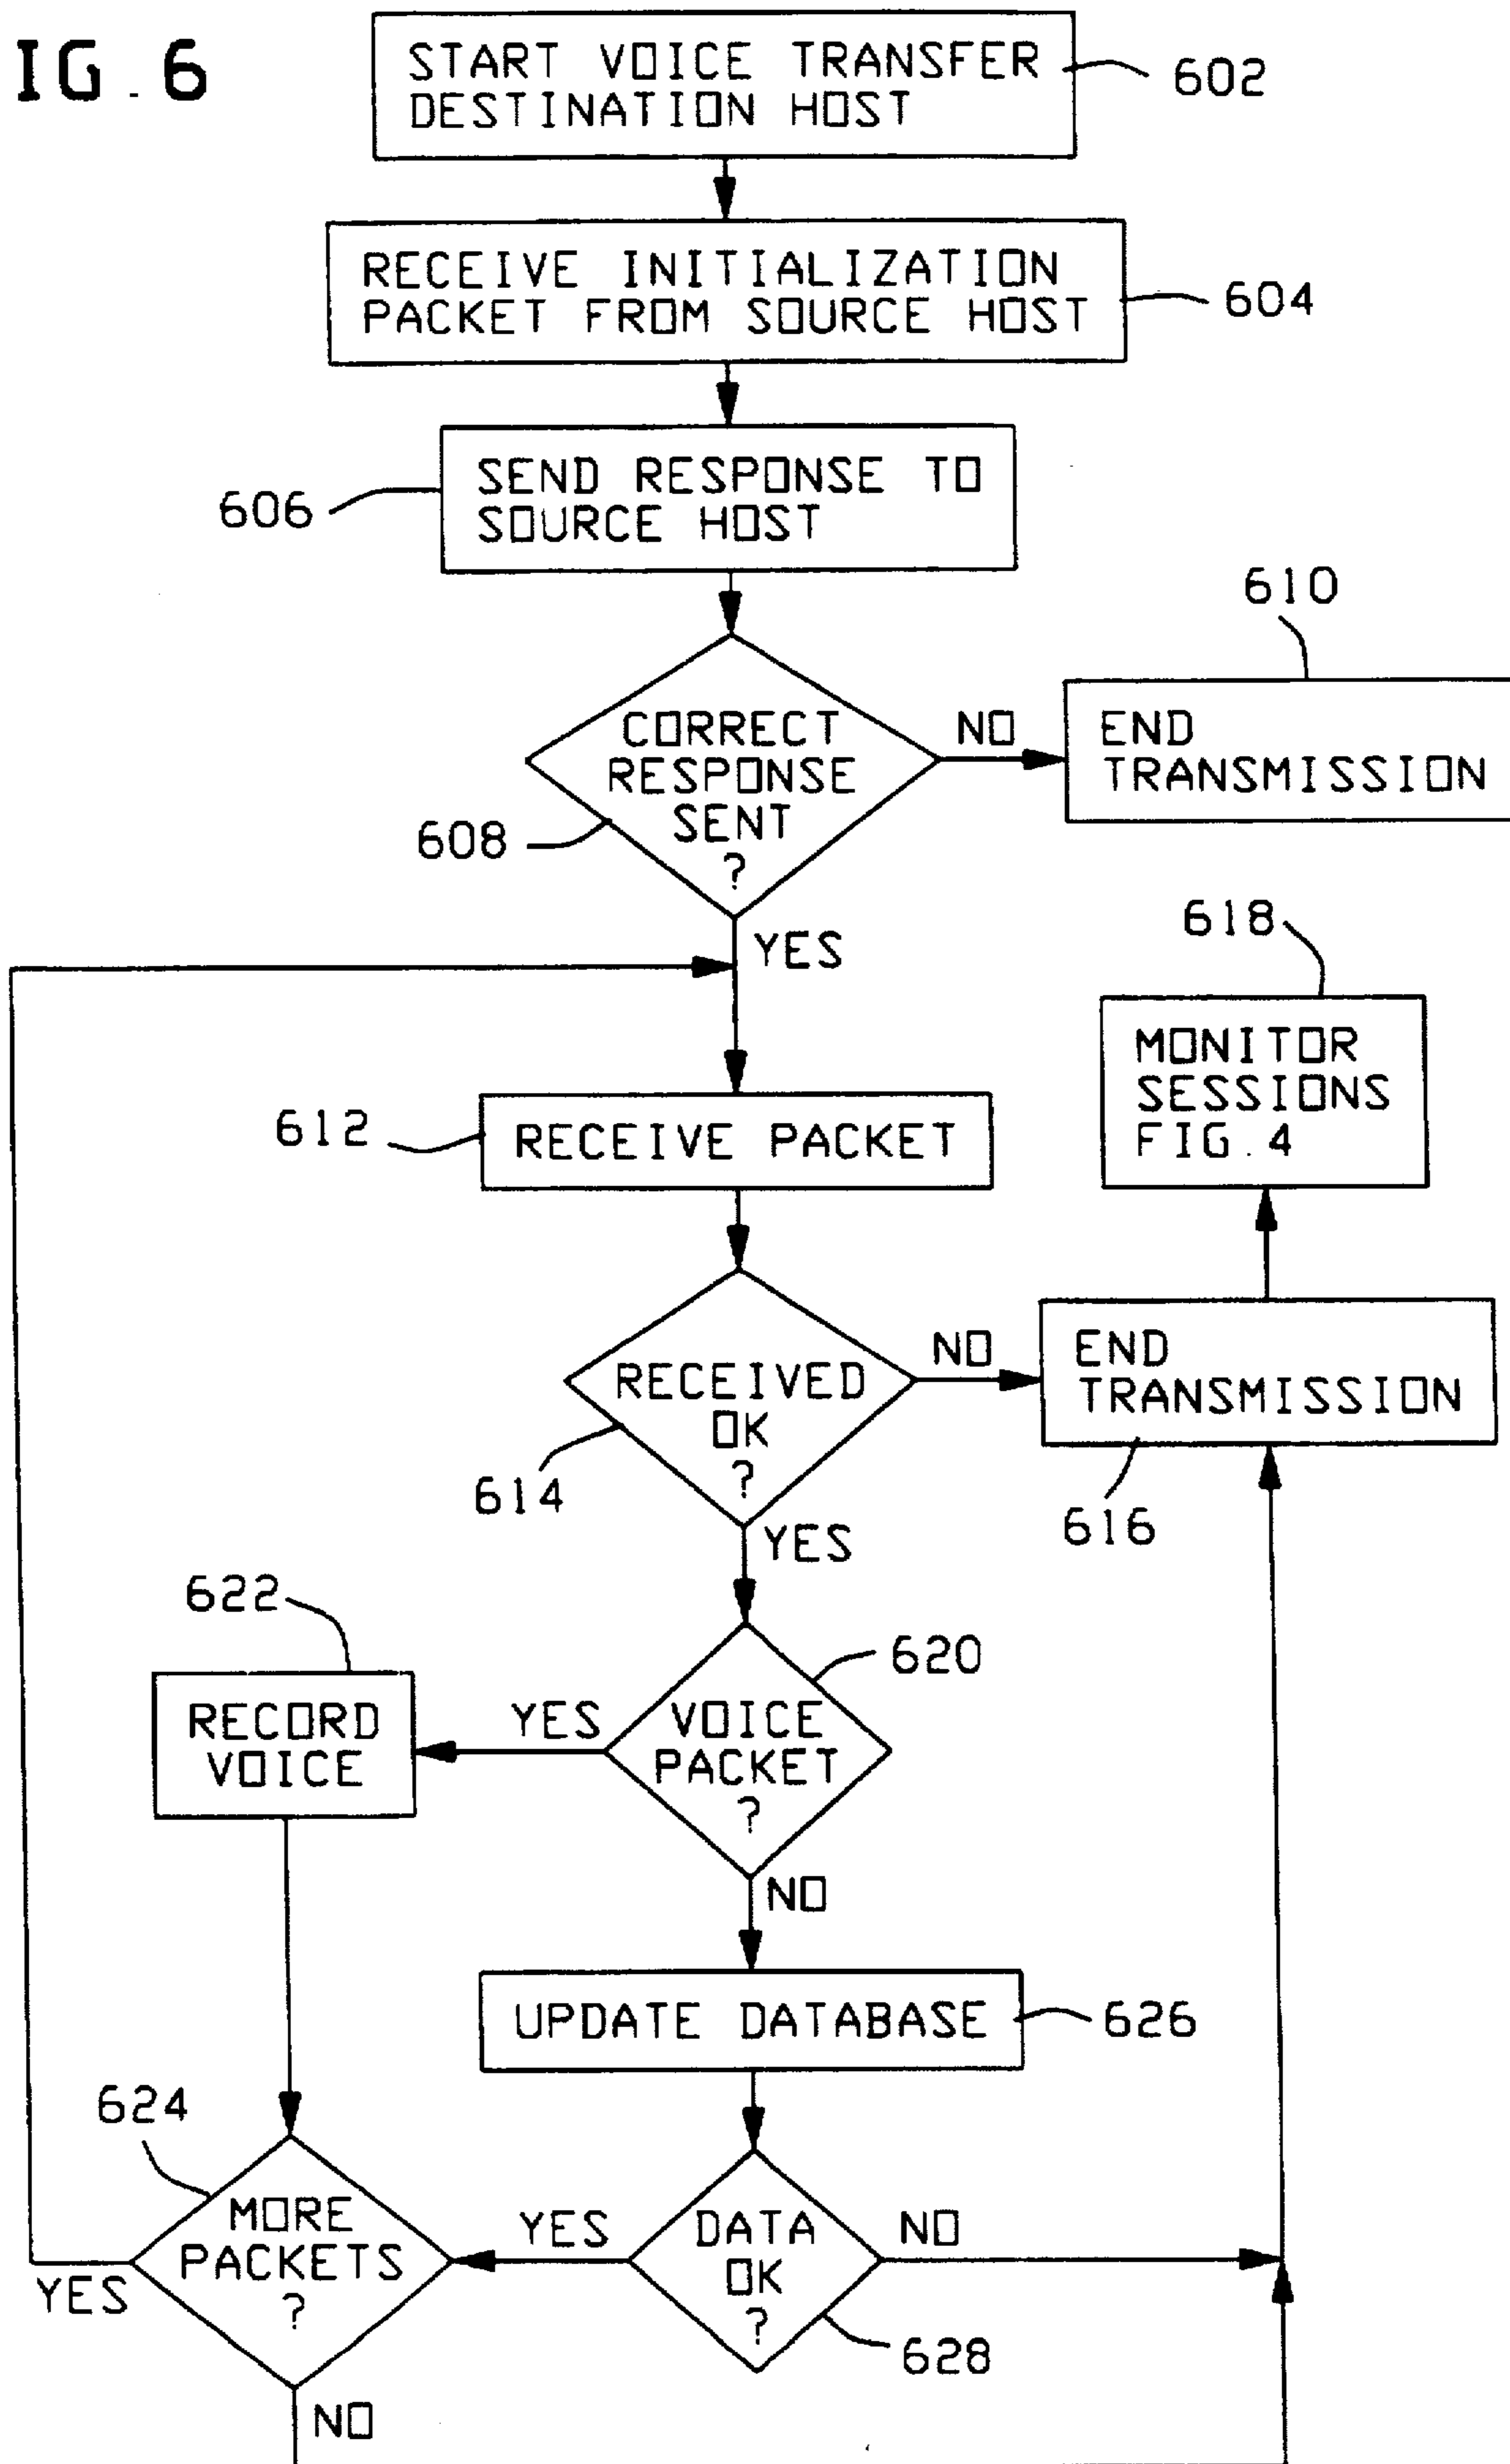 IG. 6
START VOICE TRANSFER
DESTINATION HOST
602
RECEIVE INITIALIZATION
PACKET FROM SOURCE HOST
604
SEND RESPONSE TO
SOURCE HOST
606
CORRECT
RESPONSE
SENT
?
608
NO
610
END
TRANSMISSION
YES
618
MONITOR
SESSIONS
FIG. 4
612
RECEIVE PACKET
RECEIVED
OK
?
614
NO
END
TRANSMISSION
616
YES
622
RECORD
VOICE
YES
VOICE
PACKET
?
620
NO
UPDATE DATABASE
626
624
MORE
PACKETS
?
YES
YES
DATA
OK
?
NO
628
NO